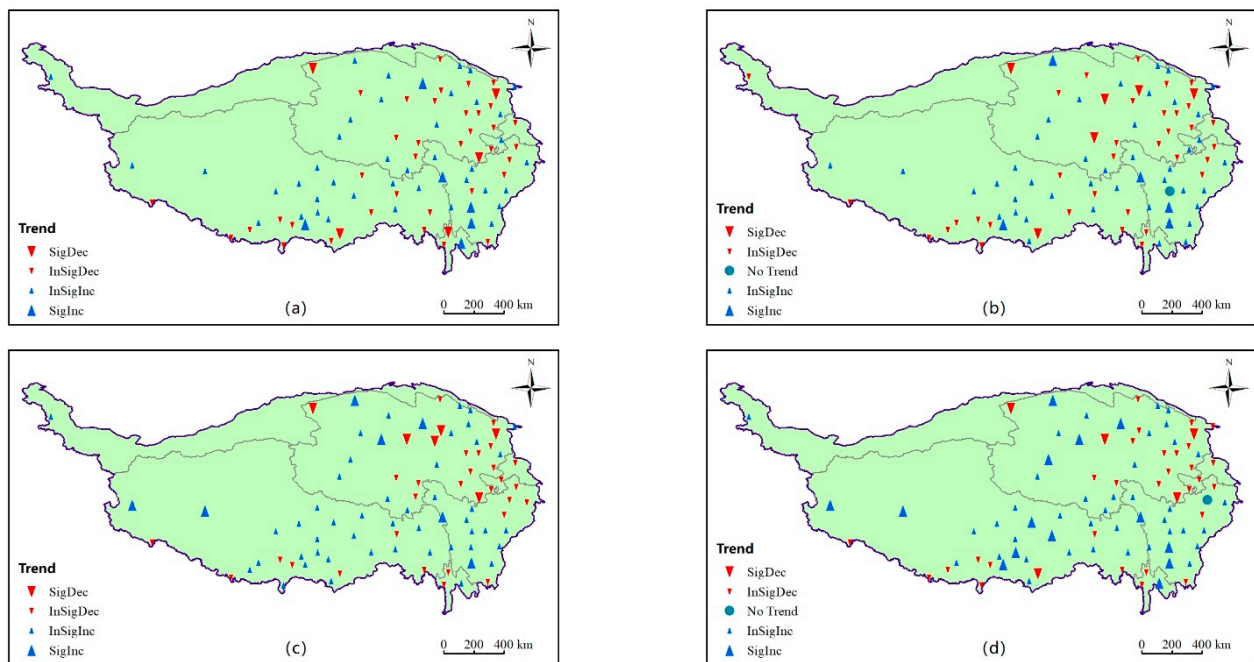 N
Trend
SigDec
InSigDec
InSigInc
SigInc
0 200 400 km
(a)
N
Trend
SigDec
InSigDec
No Trend
InSigInc
SigInc
0 200 400 km
(b)
N
Trend
SigDec
InSigDec
InSigInc
SigInc
0 200 400 km
(c)
N
Trend
SigDec
InSigDec
No Trend
InSigInc
SigInc
0 200 400 km
(d)